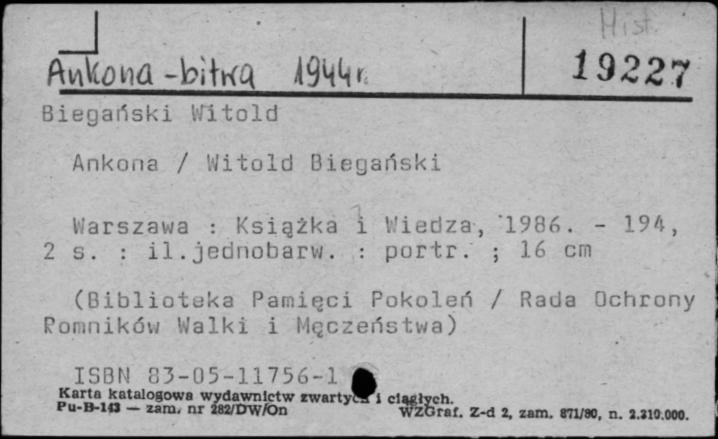 Hist.
Ankona-bitwa 1944r. 19227
Biegański Witold
Ankona / Witold Biegański
Warszawa : Książka i Wiedza, 1986. - 194,
2 s. : il.jednobarw. : portr. ; 16 cm
(Biblioteka Pamięci Pokoleń / Rada Ochrony
Pomników Walki i Męczeństwa)
ISBN 83-05-11756-1
Karta katalogowa wydawnictw zwartych i ciągłych.
Pu-B-143 — zam. nr 282/DW/On WZGraf. Z-d 2, zam. 871/80, n. 2.310.000.